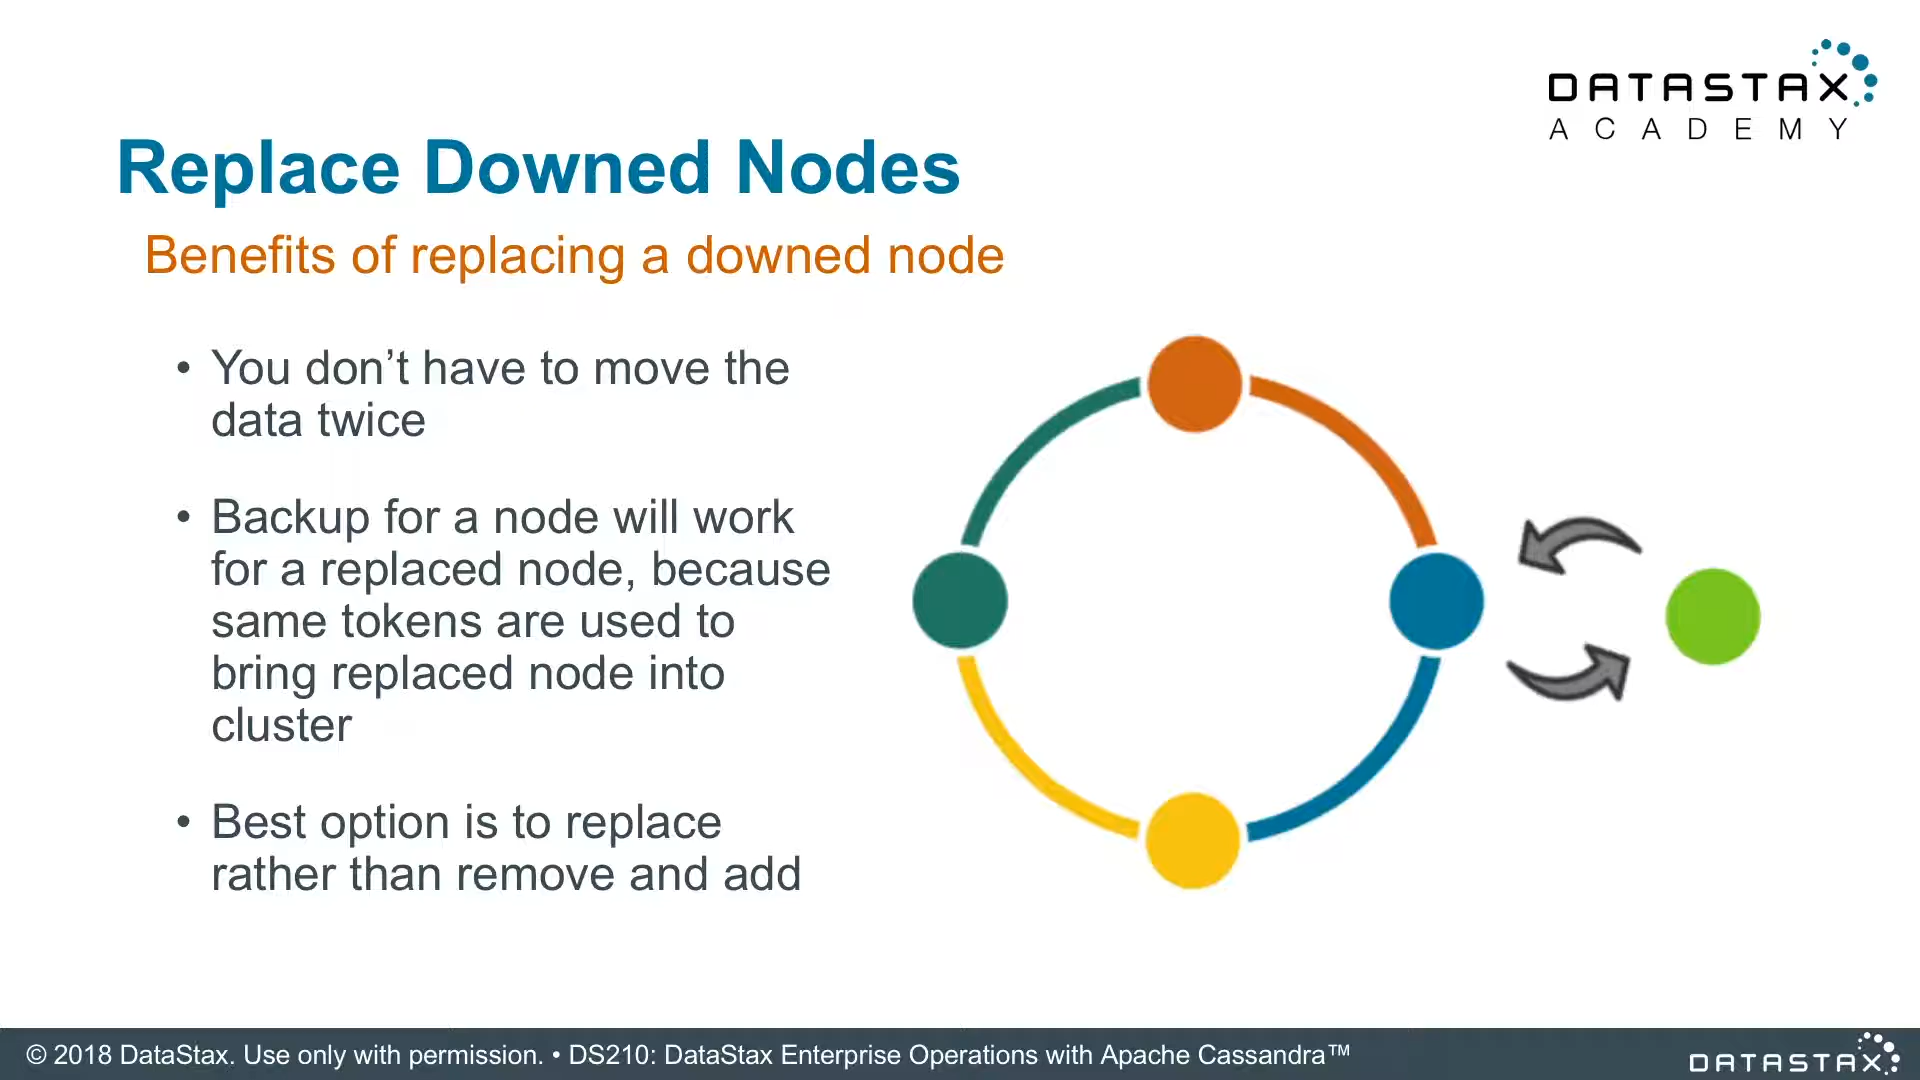 DATASTAX
ACADEMY
Replace Downed Nodes
Benefits of replacing a downed node
• You don’t have to move the
data twice
• Backup for a node will work
for a replaced node, because
same tokens are used to
bring replaced node into
cluster
• Best option is to replace
rather than remove and add
© 2018 DataStax. Use only with permission. • DS210: DataStax Enterprise Operations with Apache Cassandra™
DATASTAX